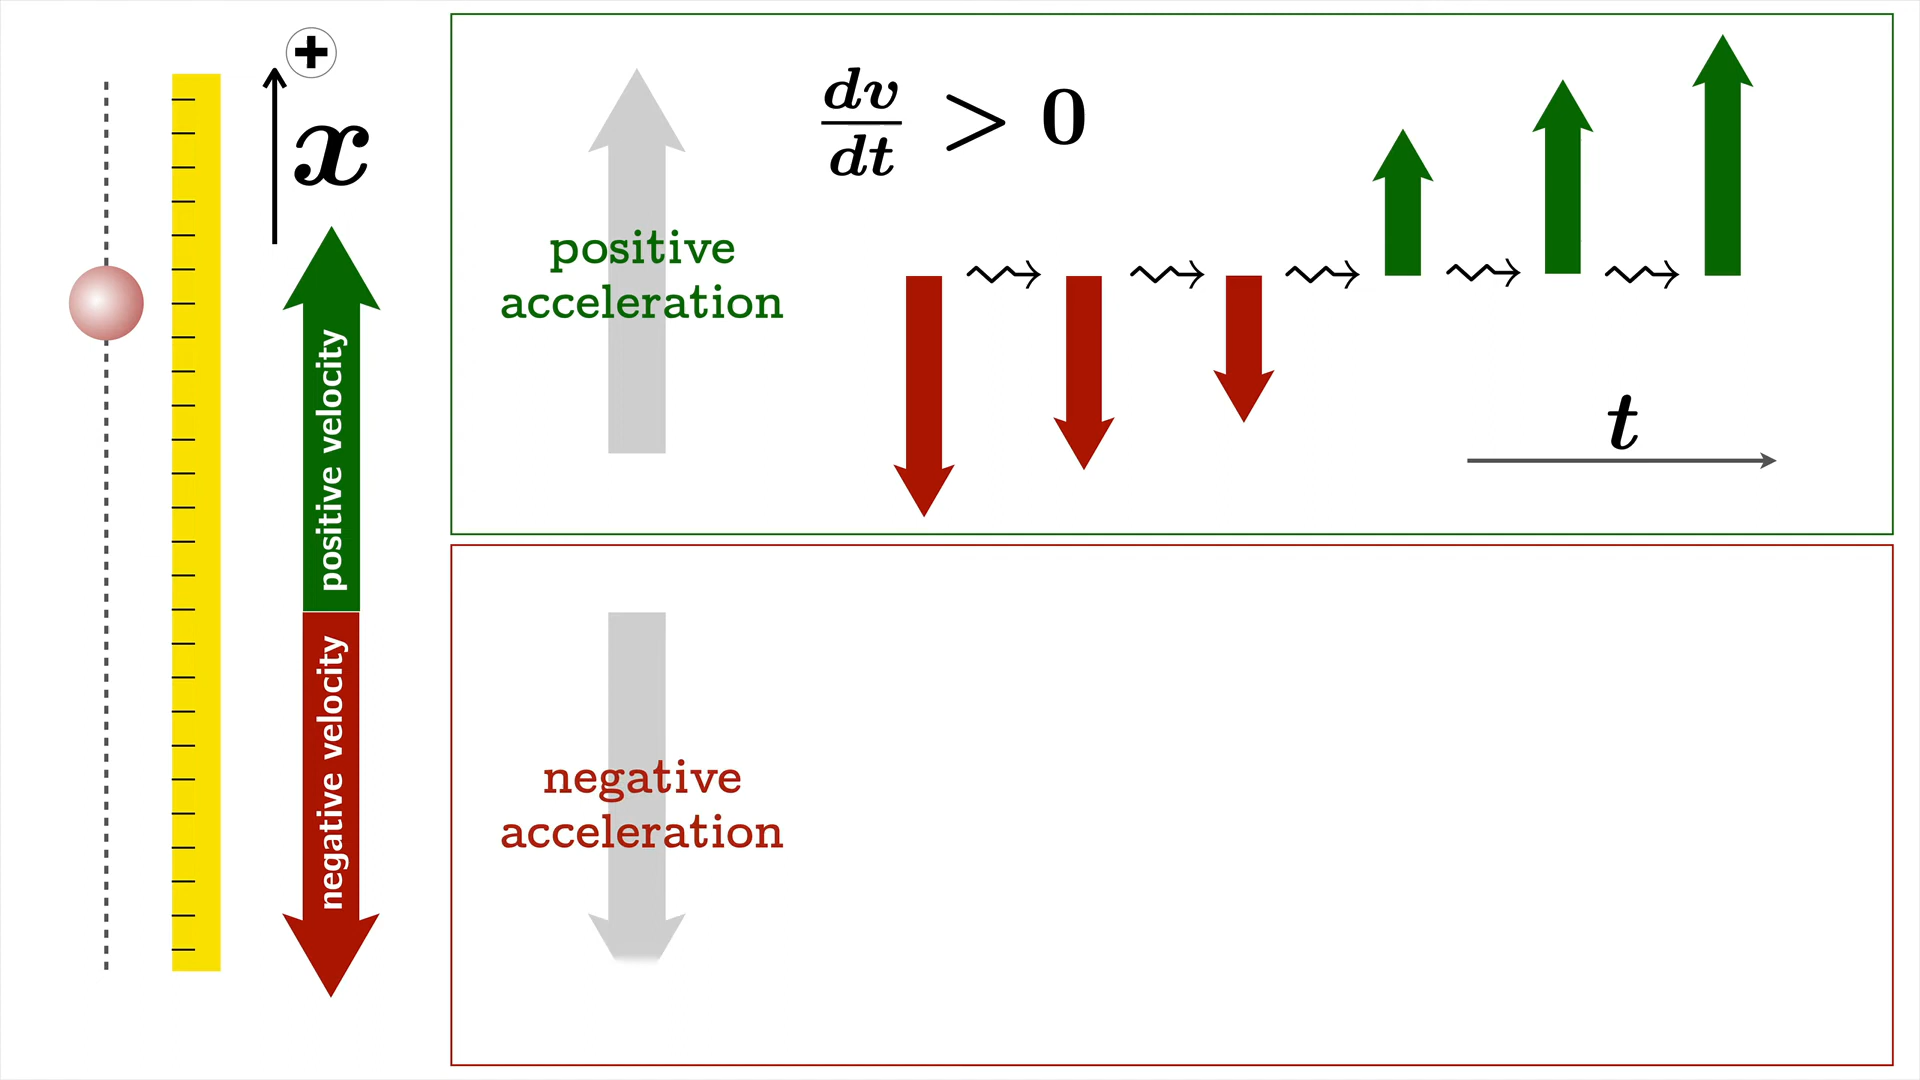 +
x
positive velocity
negative velocity
positive
acceleration
dv/dt > 0
t
negative
acceleration